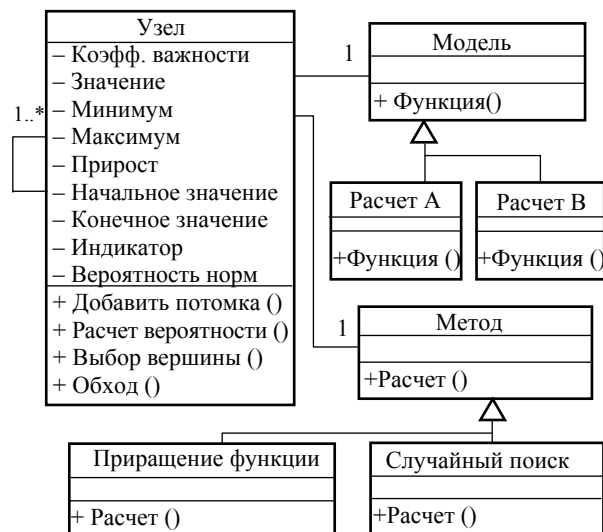 Узел
– Коэфф. важности
– Значение
– Минимум
– Максимум
– Прирост
– Начальное значение
– Конечное значение
– Индикатор
– Вероятность норм
+ Добавить потомка ()
+ Расчет вероятности ()
+ Выбор вершины ()
+ Обход ()
1..*
1
Модель
+ Функция()
Расчет А
+Функция ()
Расчет В
+Функция ()
1
Метод
+Расчет ()
Приращение функции
+ Расчет ()
Случайный поиск
+Расчет ()